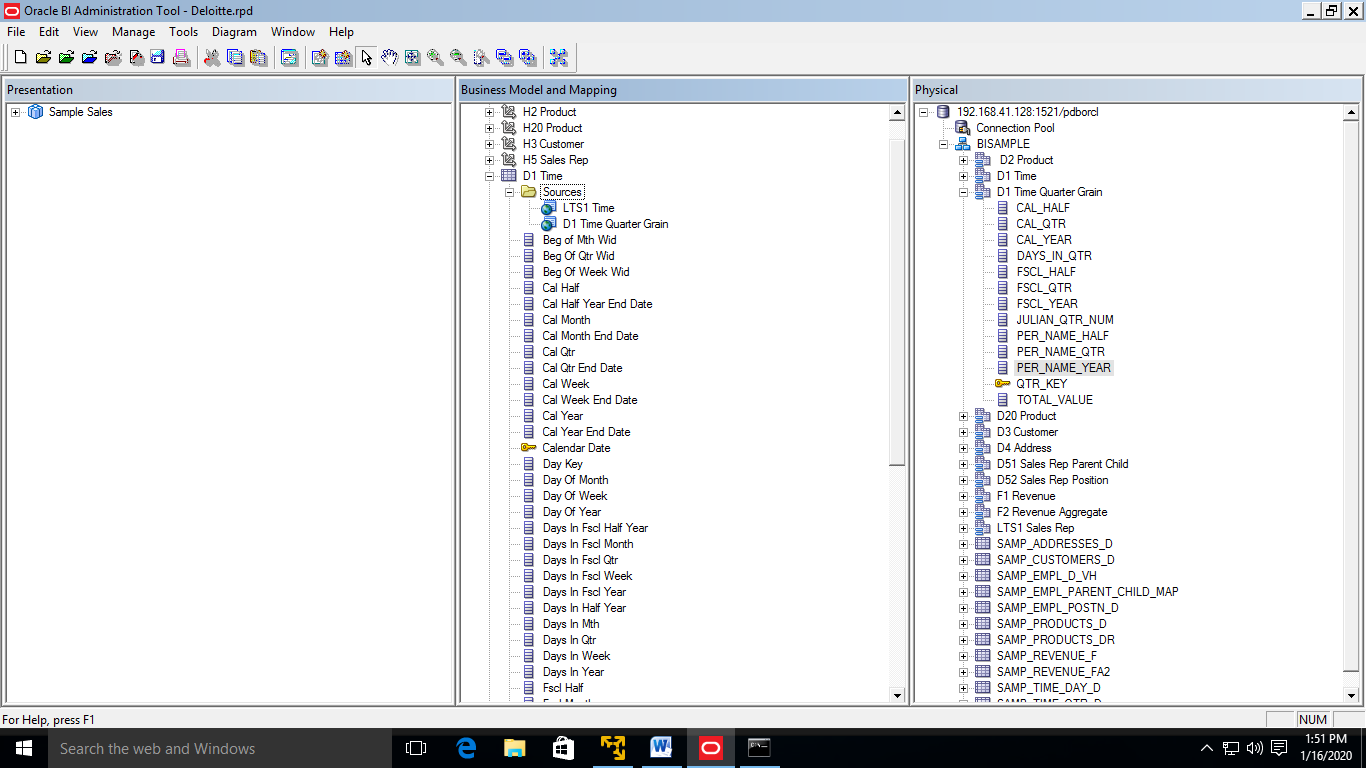 Oracle BI Administration Tool - Deloitte.rpd
File Edit View Manage Tools Diagram Window Help
Presentation
Sample Sales
Business Model and Mapping
H2 Product
H20 Product
H3 Customer
H5 Sales Rep
D1 Time
Sources
LTS1 Time
D1 Time Quarter Grain
Beg of Mth Wid
Beg Of Qtr Wid
Beg Of Week Wid
Cal Half
Cal Half Year End Date
Cal Month
Cal Month End Date
Cal Qtr
Cal Qtr End Date
Cal Week
Cal Week End Date
Cal Year
Cal Year End Date
Calendar Date
Day Key
Day Of Month
Day Of Week
Day Of Year
Days In Fscl Half Year
Days In Fscl Month
Days In Fscl Qtr
Days In Fscl Week
Days In Fscl Year
Days In Half Year
Days In Mth
Days In Qtr
Days In Week
Days In Year
Fscl Half
Physical
192.168.41.128:1521/pdborcl
Connection Pool
BISAMPLE
D2 Product
D1 Time
D1 Time Quarter Grain
CAL_HALF
CAL_QTR
CAL_YEAR
DAYS_IN_QTR
FSCL_HALF
FSCL_QTR
FSCL_YEAR
JULIAN_QTR_NUM
PER_NAME_HALF
PER_NAME_QTR
PER_NAME_YEAR
QTR_KEY
TOTAL_VALUE
D20 Product
D3 Customer
D4 Address
D51 Sales Rep Parent Child
D52 Sales Rep Position
F1 Revenue
F2 Revenue Aggregate
LTS1 Sales Rep
SAMP_ADDRESSES_D
SAMP_CUSTOMERS_D
SAMP_EMPL_D_VH
SAMP_EMPL_PARENT_CHILD_MAP
SAMP_EMPL_POSTN_D
SAMP_PRODUCTS_D
SAMP_PRODUCTS_DR
SAMP_REVENUE_F
SAMP_REVENUE_FA2
SAMP_TIME_DAY_D
For Help, press F1
NUM
Search the web and Windows
1:51 PM
1/16/2020